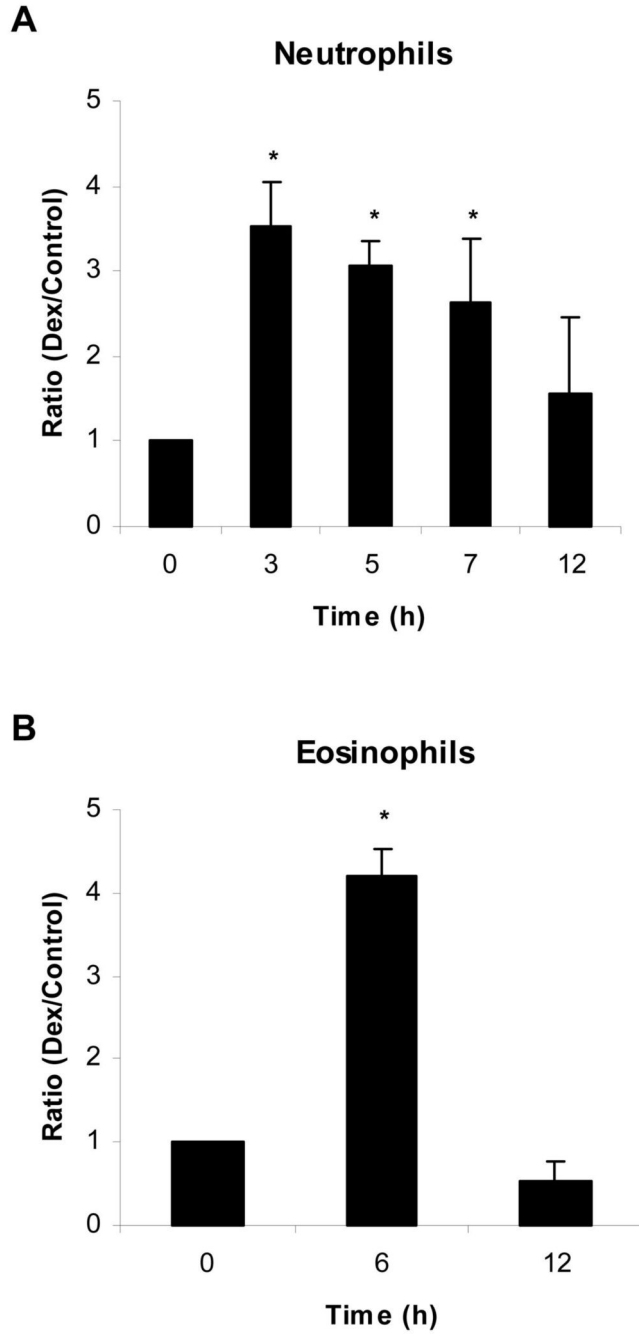 A
Neutrophils
5
4
3
2
1
0
Ratio (Dex/Control)
*
*
*
0 3 5 7 12
Time (h)
B
Eosinophils
5
4
3
2
1
0
Ratio (Dex/Control)
*
0 6 12
Time (h)